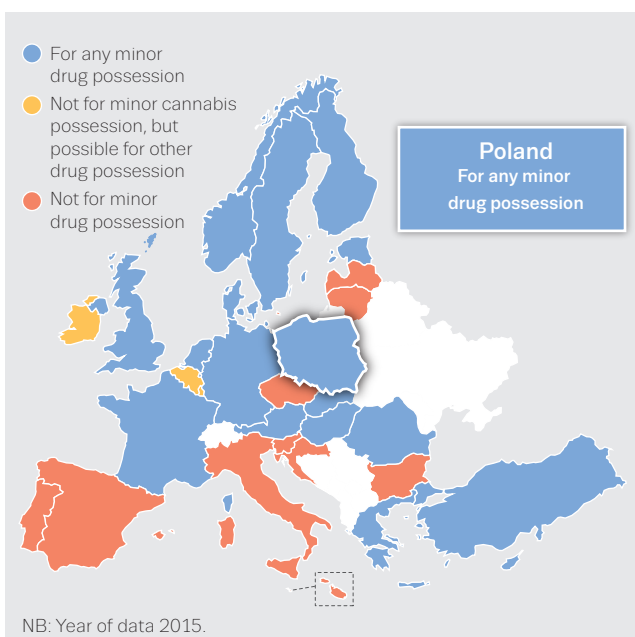 For any minor
drug possession
Not for minor cannabis
possession, but
possible for other
drug possession
Not for minor
drug possession
Poland
For any minor
drug possession
NB: Year of data 2015.